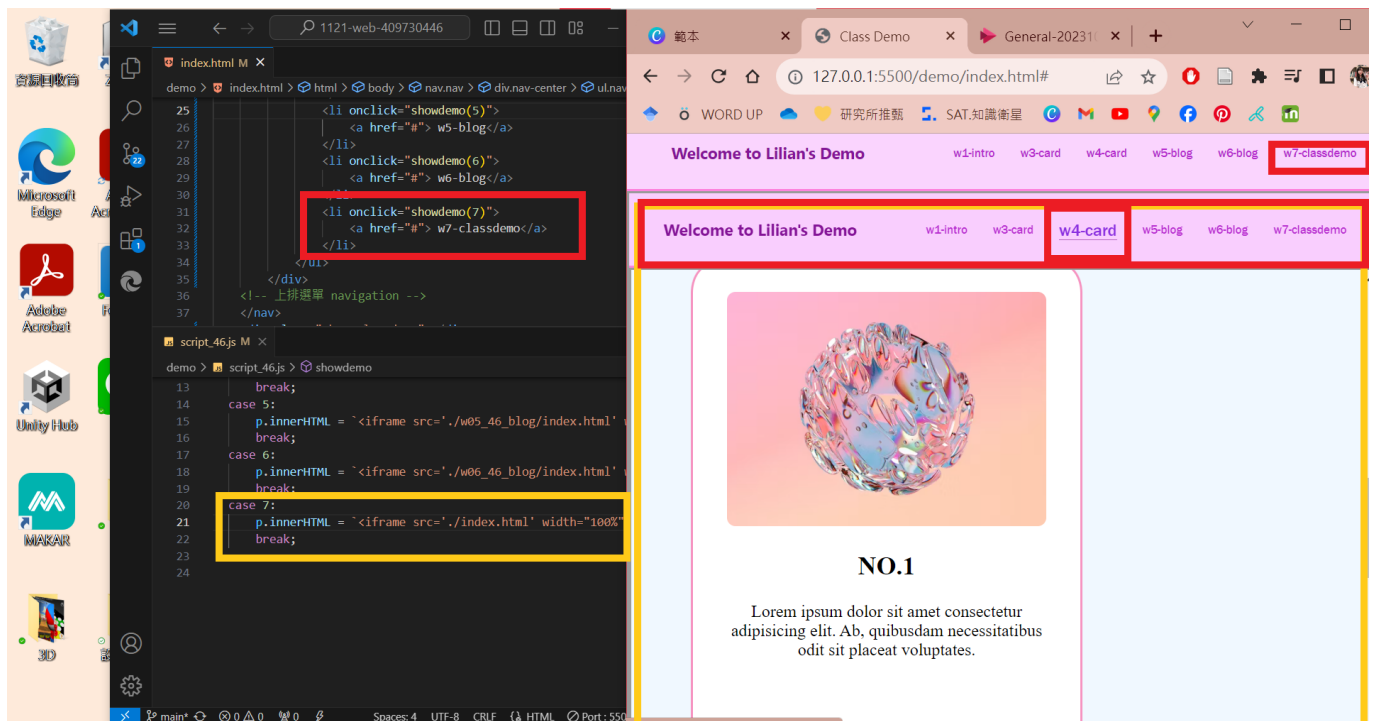 資源回收筒
Microsoft
Edge
Adobe
Acrobat
Unity Hub
MAKAR
3D
1121-web-409730446
22
1
index.html M
demo > index.html > html > body > nav.nav > div.nav-center > ul.nav
25 <li onclick="showdemo(5)">
26 <a href="#"> w5-blog</a>
27 </li>
28 <li onclick="showdemo(6)">
29 <a href="#"> w6-blog</a>
30
31 <li onclick="showdemo(7)">
32 <a href="#"> w7-classdemo</a>
33 </li>
34 </ul>
35 </div>
36 <!-- 上排選單 navigation -->
37 </nav>
script_46.js M
demo > script_46.js > showdemo
13 break;
14 case 5:
15 p.innerHTML = `<iframe src='./w05_46_blog/index.html'
16 break;
17 case 6:
18 p.innerHTML = `<iframe src='./w06_46_blog/index.html'
19 break;
20 case 7:
21 p.innerHTML = `<iframe src='./index.html' width="100%"
22 break;
23
24
main* 0 0 0 Spaces: 4 UTF-8 CRLF HTML Port : 550
範本
Class Demo
General-20231
127.0.0.1:5500/demo/index.html#
WORD UP
研究所推甄
SAT.知識衛星
Welcome to Lilian's Demo w1-intro w3-card w4-card w5-blog w6-blog w7-classdemo
Welcome to Lilian's Demo w1-intro w3-card w4-card w5-blog w6-blog w7-classdemo
NO.1
Lorem ipsum dolor sit amet consectetur
adipisicing elit. Ab, quibusdam necessitatibus
odit sit placeat voluptates.